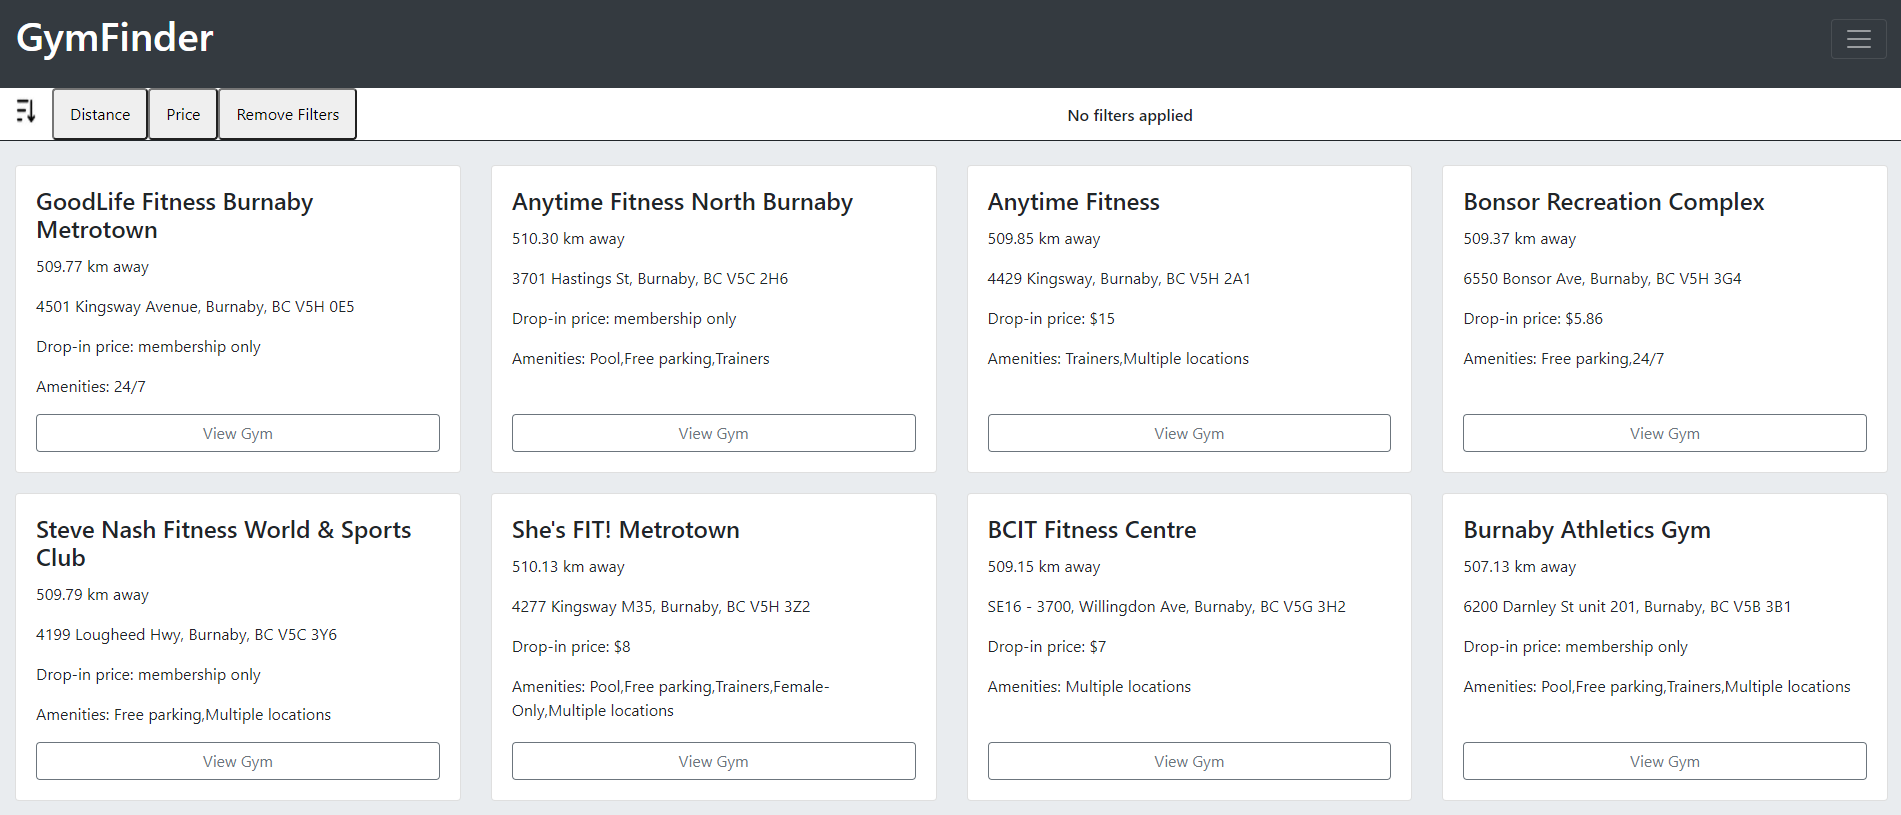 GymFinder
Distance
Price
Remove Filters
No filters applied
GoodLife Fitness Burnaby
Metrotown
509.77 km away
4501 Kingsway Avenue, Burnaby, BC V5H 0E5
Drop-in price: membership only
Amenities: 24/7
View Gym
Anytime Fitness North Burnaby
510.30 km away
3701 Hastings St, Burnaby, BC V5C 2H6
Drop-in price: membership only
Amenities: Pool,Free parking,Trainers
View Gym
Anytime Fitness
509.85 km away
4429 Kingsway, Burnaby, BC V5H 2A1
Drop-in price: $15
Amenities: Trainers,Multiple locations
View Gym
Bonsor Recreation Complex
509.37 km away
6550 Bonsor Ave, Burnaby, BC V5H 3G4
Drop-in price: $5.86
Amenities: Free parking,24/7
View Gym
Steve Nash Fitness World & Sports
Club
509.79 km away
4199 Lougheed Hwy, Burnaby, BC V5C 3Y6
Drop-in price: membership only
Amenities: Free parking,Multiple locations
View Gym
She's FIT! Metrotown
510.13 km away
4277 Kingsway M35, Burnaby, BC V5H 3Z2
Drop-in price: $8
Amenities: Pool,Free parking,Trainers,Female-
Only,Multiple locations
View Gym
BCIT Fitness Centre
509.15 km away
SE16 - 3700, Willingdon Ave, Burnaby, BC V5G 3H2
Drop-in price: $7
Amenities: Multiple locations
View Gym
Burnaby Athletics Gym
507.13 km away
6200 Darnley St unit 201, Burnaby, BC V5B 3B1
Drop-in price: membership only
Amenities: Pool,Free parking,Trainers,Multiple locations
View Gym